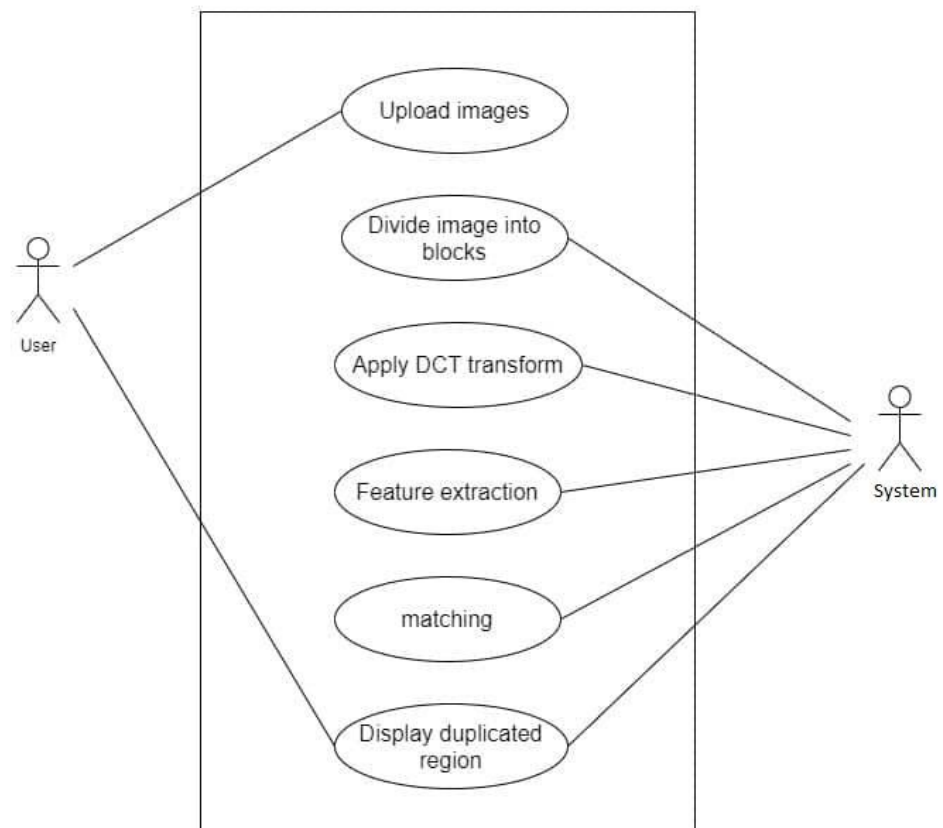 Upload images
Divide image into
blocks
User
Apply DCT transform
Feature extraction
System
matching
Display duplicated
region